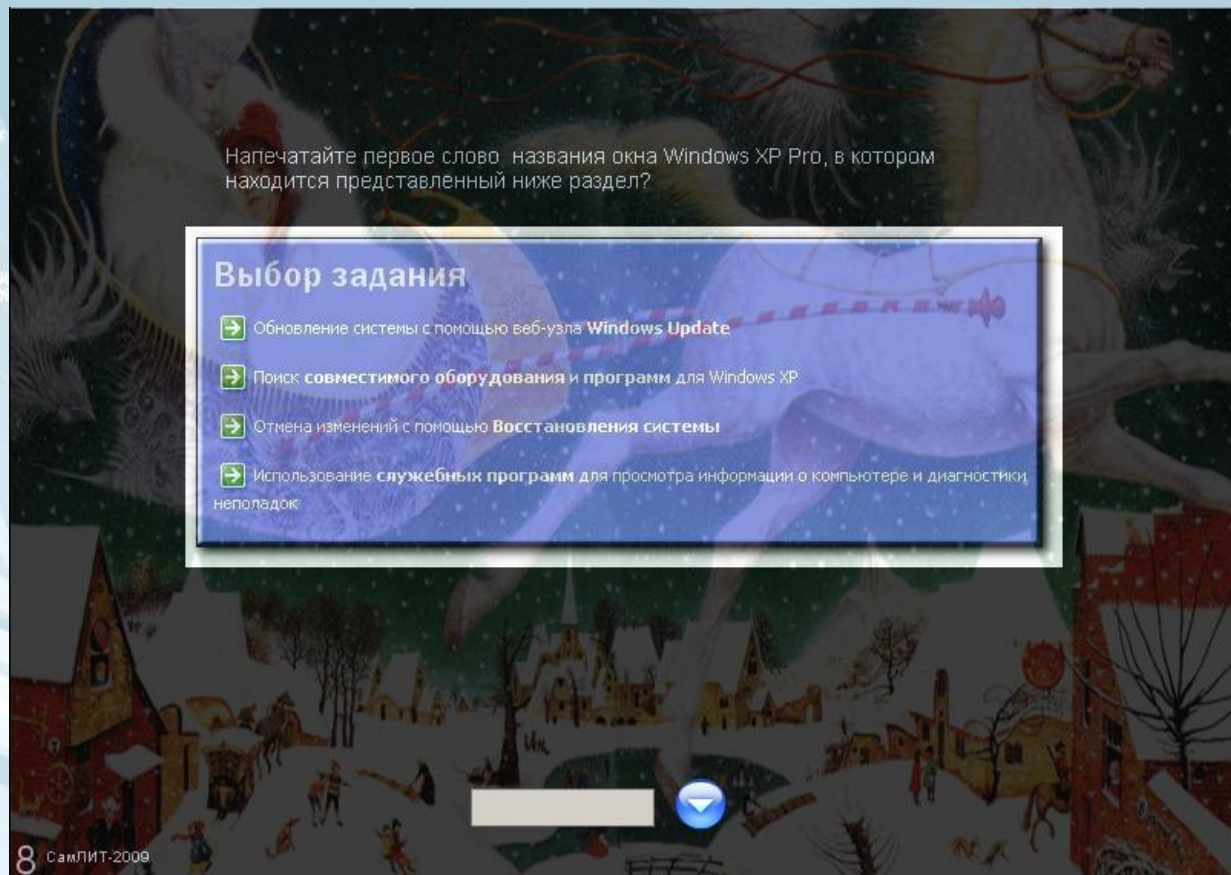 Напечатайте первое слово названия окна Windows XP Pro, в котором
находится представленный ниже раздел?
Выбор задания
Обновление системы с помощью веб-узла Windows Update
Поиск совместимого оборудования и программ для Windows XP
Отмена изменений с помощью Восстановления системы
Использование служебных программ для просмотра информации о компьютере и диагностики
неполадок
8 СамЛИТ-2009